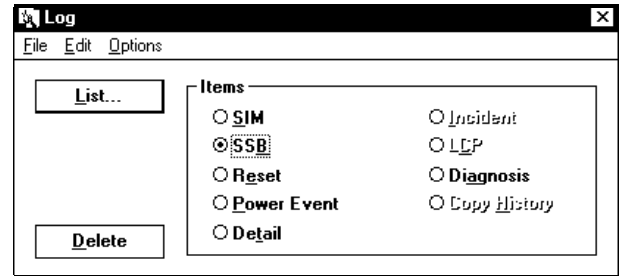 Log
File Edit Options
List...
Items
SIM
SSB
Reset
Power Event
Detail
Incident
LCP
Diagnosis
Copy History
Delete